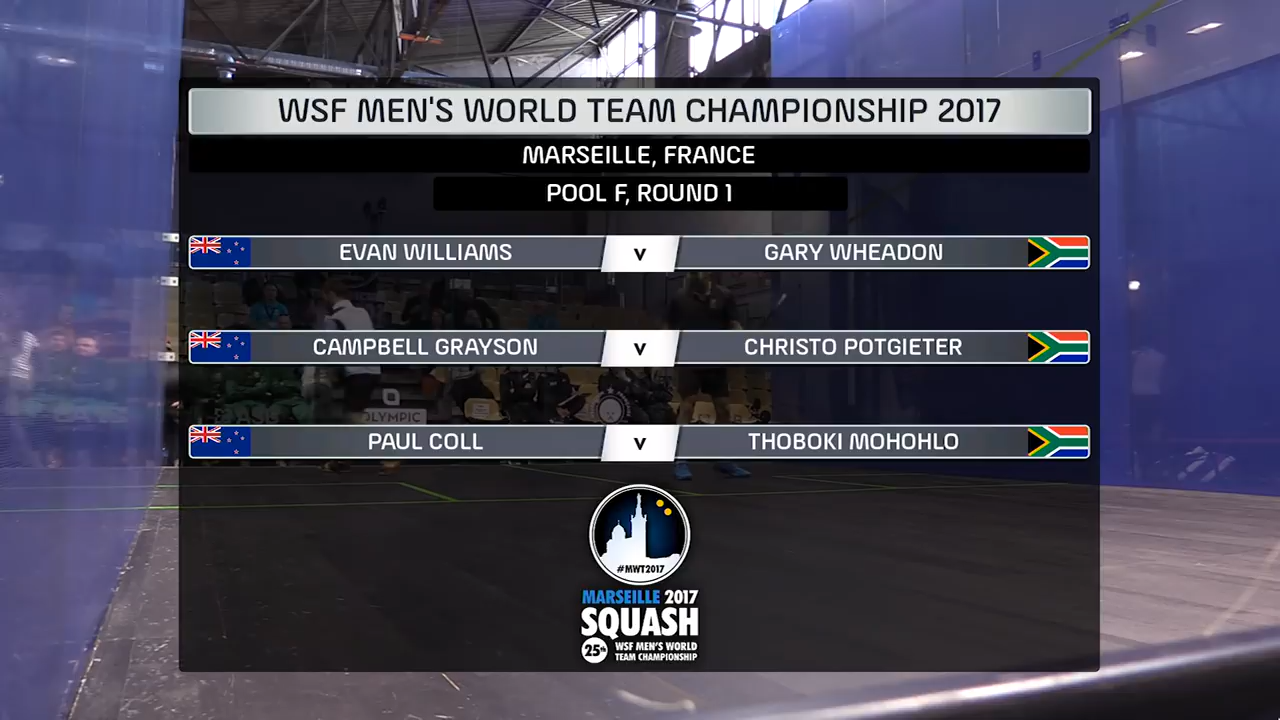 WSF MEN'S WORLD TEAM CHAMPIONSHIP 2017
MARSEILLE, FRANCE
POOL F, ROUND 1
EVAN WILLIAMS V GARY WHEADON
CAMPBELL GRAYSON V CHRISTO POTGIETER
PAUL COLL V THOBOKI MOHOHLO
OLYMPIC
#MWT2017
MARSEILLE 2017
SQUASH
25th WSF MEN'S WORLD
TEAM CHAMPIONSHIP